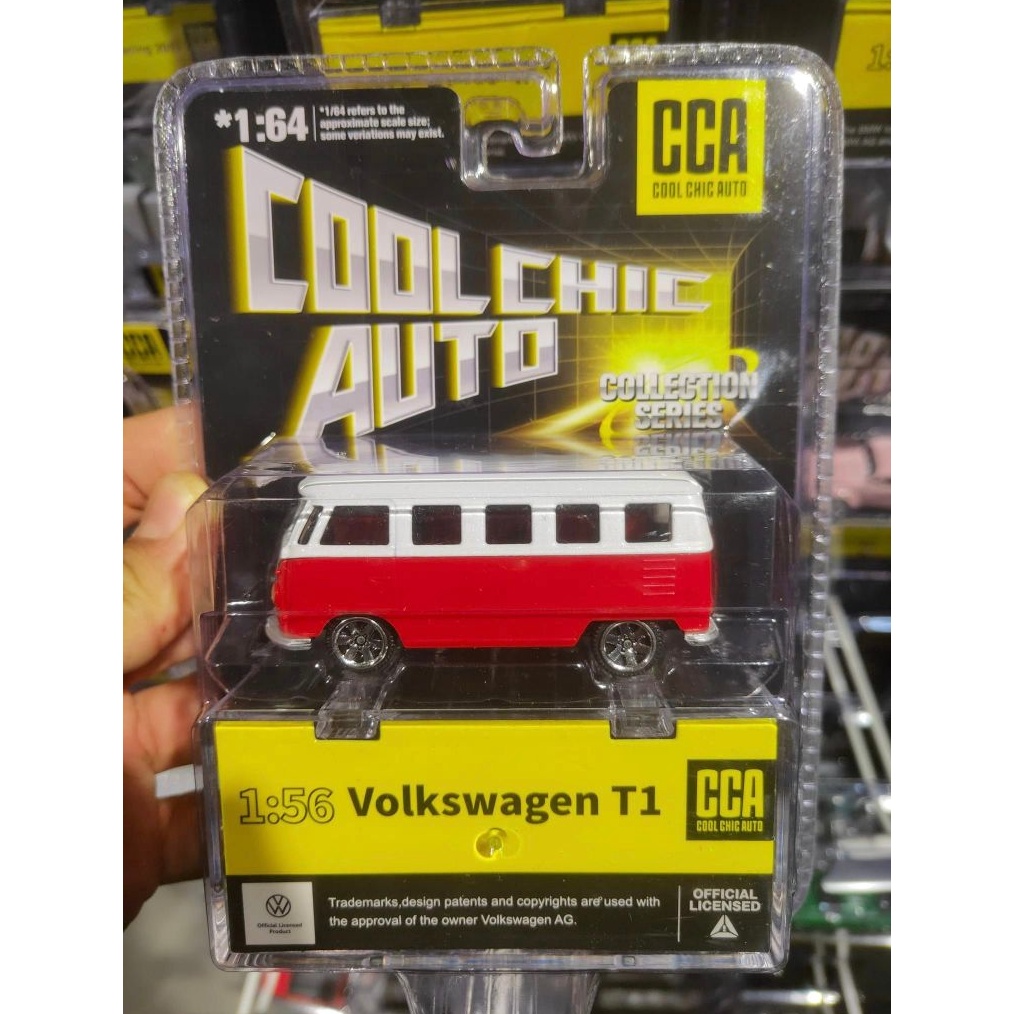 *1:64
*1/64 refers to the
approximate scale size;
some variations may exist.
CCA
COOL CHIC AUTO
COOL CHIC
AUTO
COLLECTION
SERIES
CCA
1:56 Volkswagen T1
CCA
COOL CHIC AUTO
Official Licensed
Product
Trademarks,design patents and copyrights are used with
the approval of the owner Volkswagen AG.
OFFICIAL
LICENSED